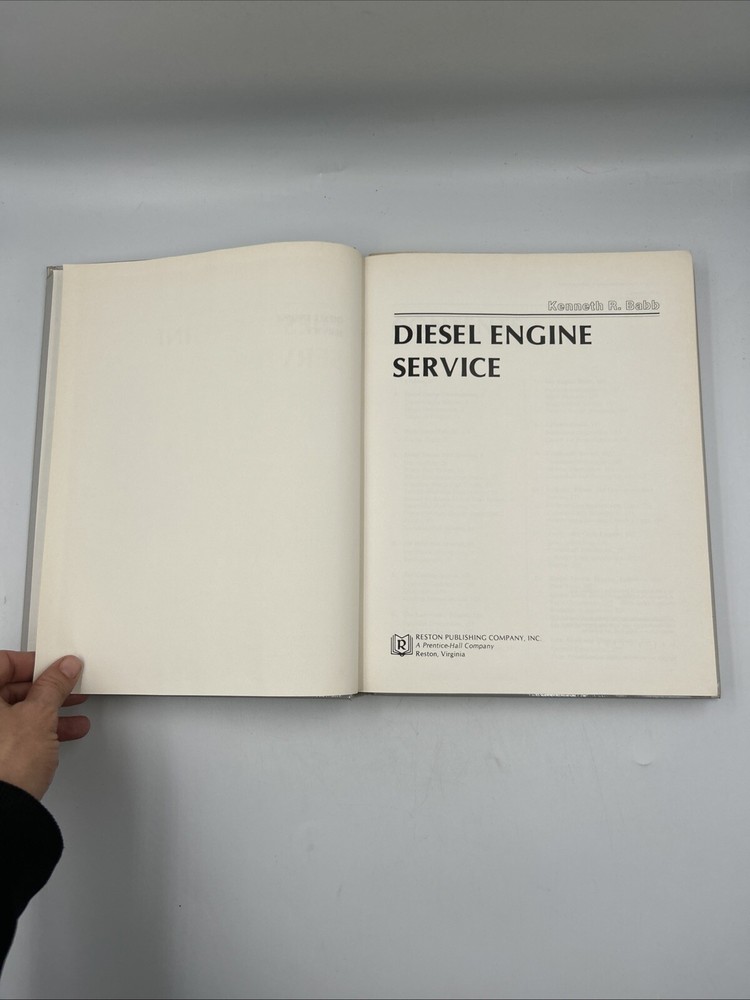 Kenneth R. Babb
DIESEL ENGINE
SERVICE
R
RESTON PUBLISHING COMPANY, INC.
A Prentice-Hall Company
Reston, Virginia